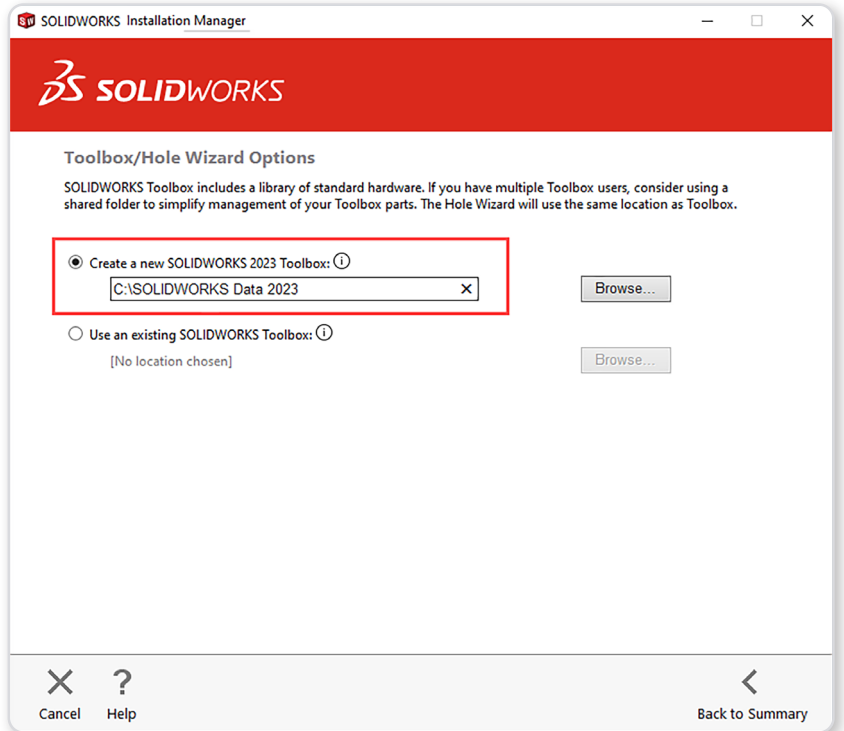 SOLIDWORKS Installation Manager
SOLIDWORKS
Toolbox/Hole Wizard Options
SOLIDWORKS Toolbox includes a library of standard hardware. If you have multiple Toolbox users, consider using a
shared folder to simplify management of your Toolbox parts. The Hole Wizard will use the same location as Toolbox.
Create a new SOLIDWORKS 2023 Toolbox:
C:\SOLIDWORKS Data 2023
Browse...
Use an existing SOLIDWORKS Toolbox:
[No location chosen]
Browse...
Cancel
Help
Back to Summary